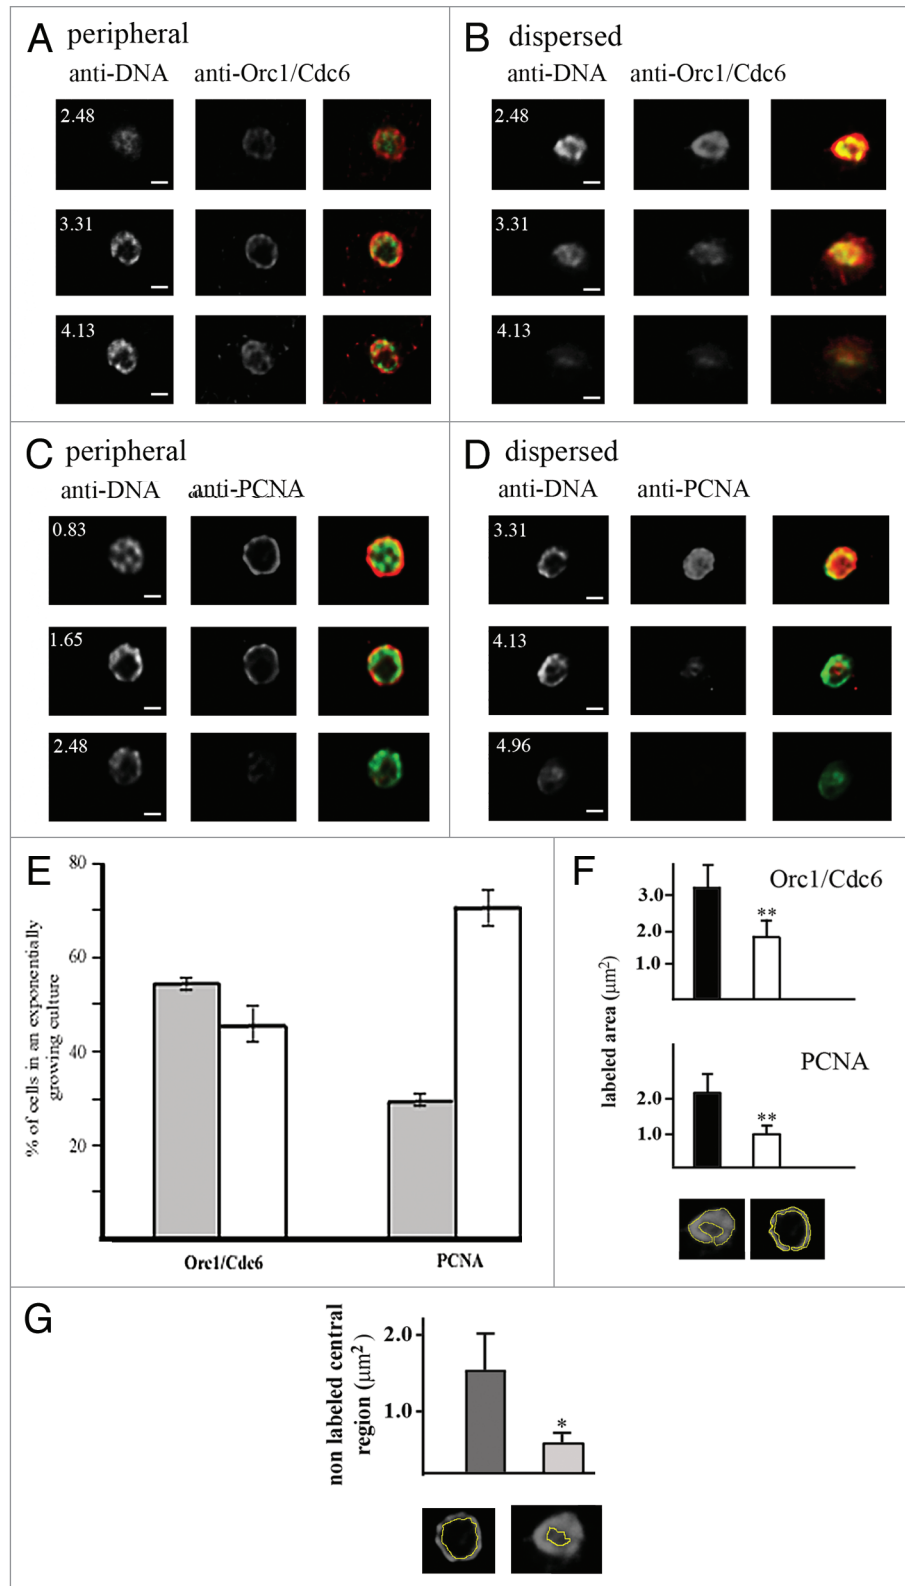 A peripheral
anti-DNA anti-Orc1/Cdc6
2.48
3.31
4.13
B dispersed
anti-DNA anti-Orc1/Cdc6
2.48
3.31
4.13
C peripheral
anti-DNA anti-PCNA
0.83
1.65
2.48
D dispersed
anti-DNA anti-PCNA
3.31
4.13
4.96
E
% of cells in an exponentially
growing culture
80
60
40
20
Orc1/Cdc6 PCNA
F
labeled area (μm²)
Orc1/Cdc6
3.0
2.0
1.0
**
PCNA
2.0
1.0
**
G
non labeled central
region (μm²)
2.0
1.0
*